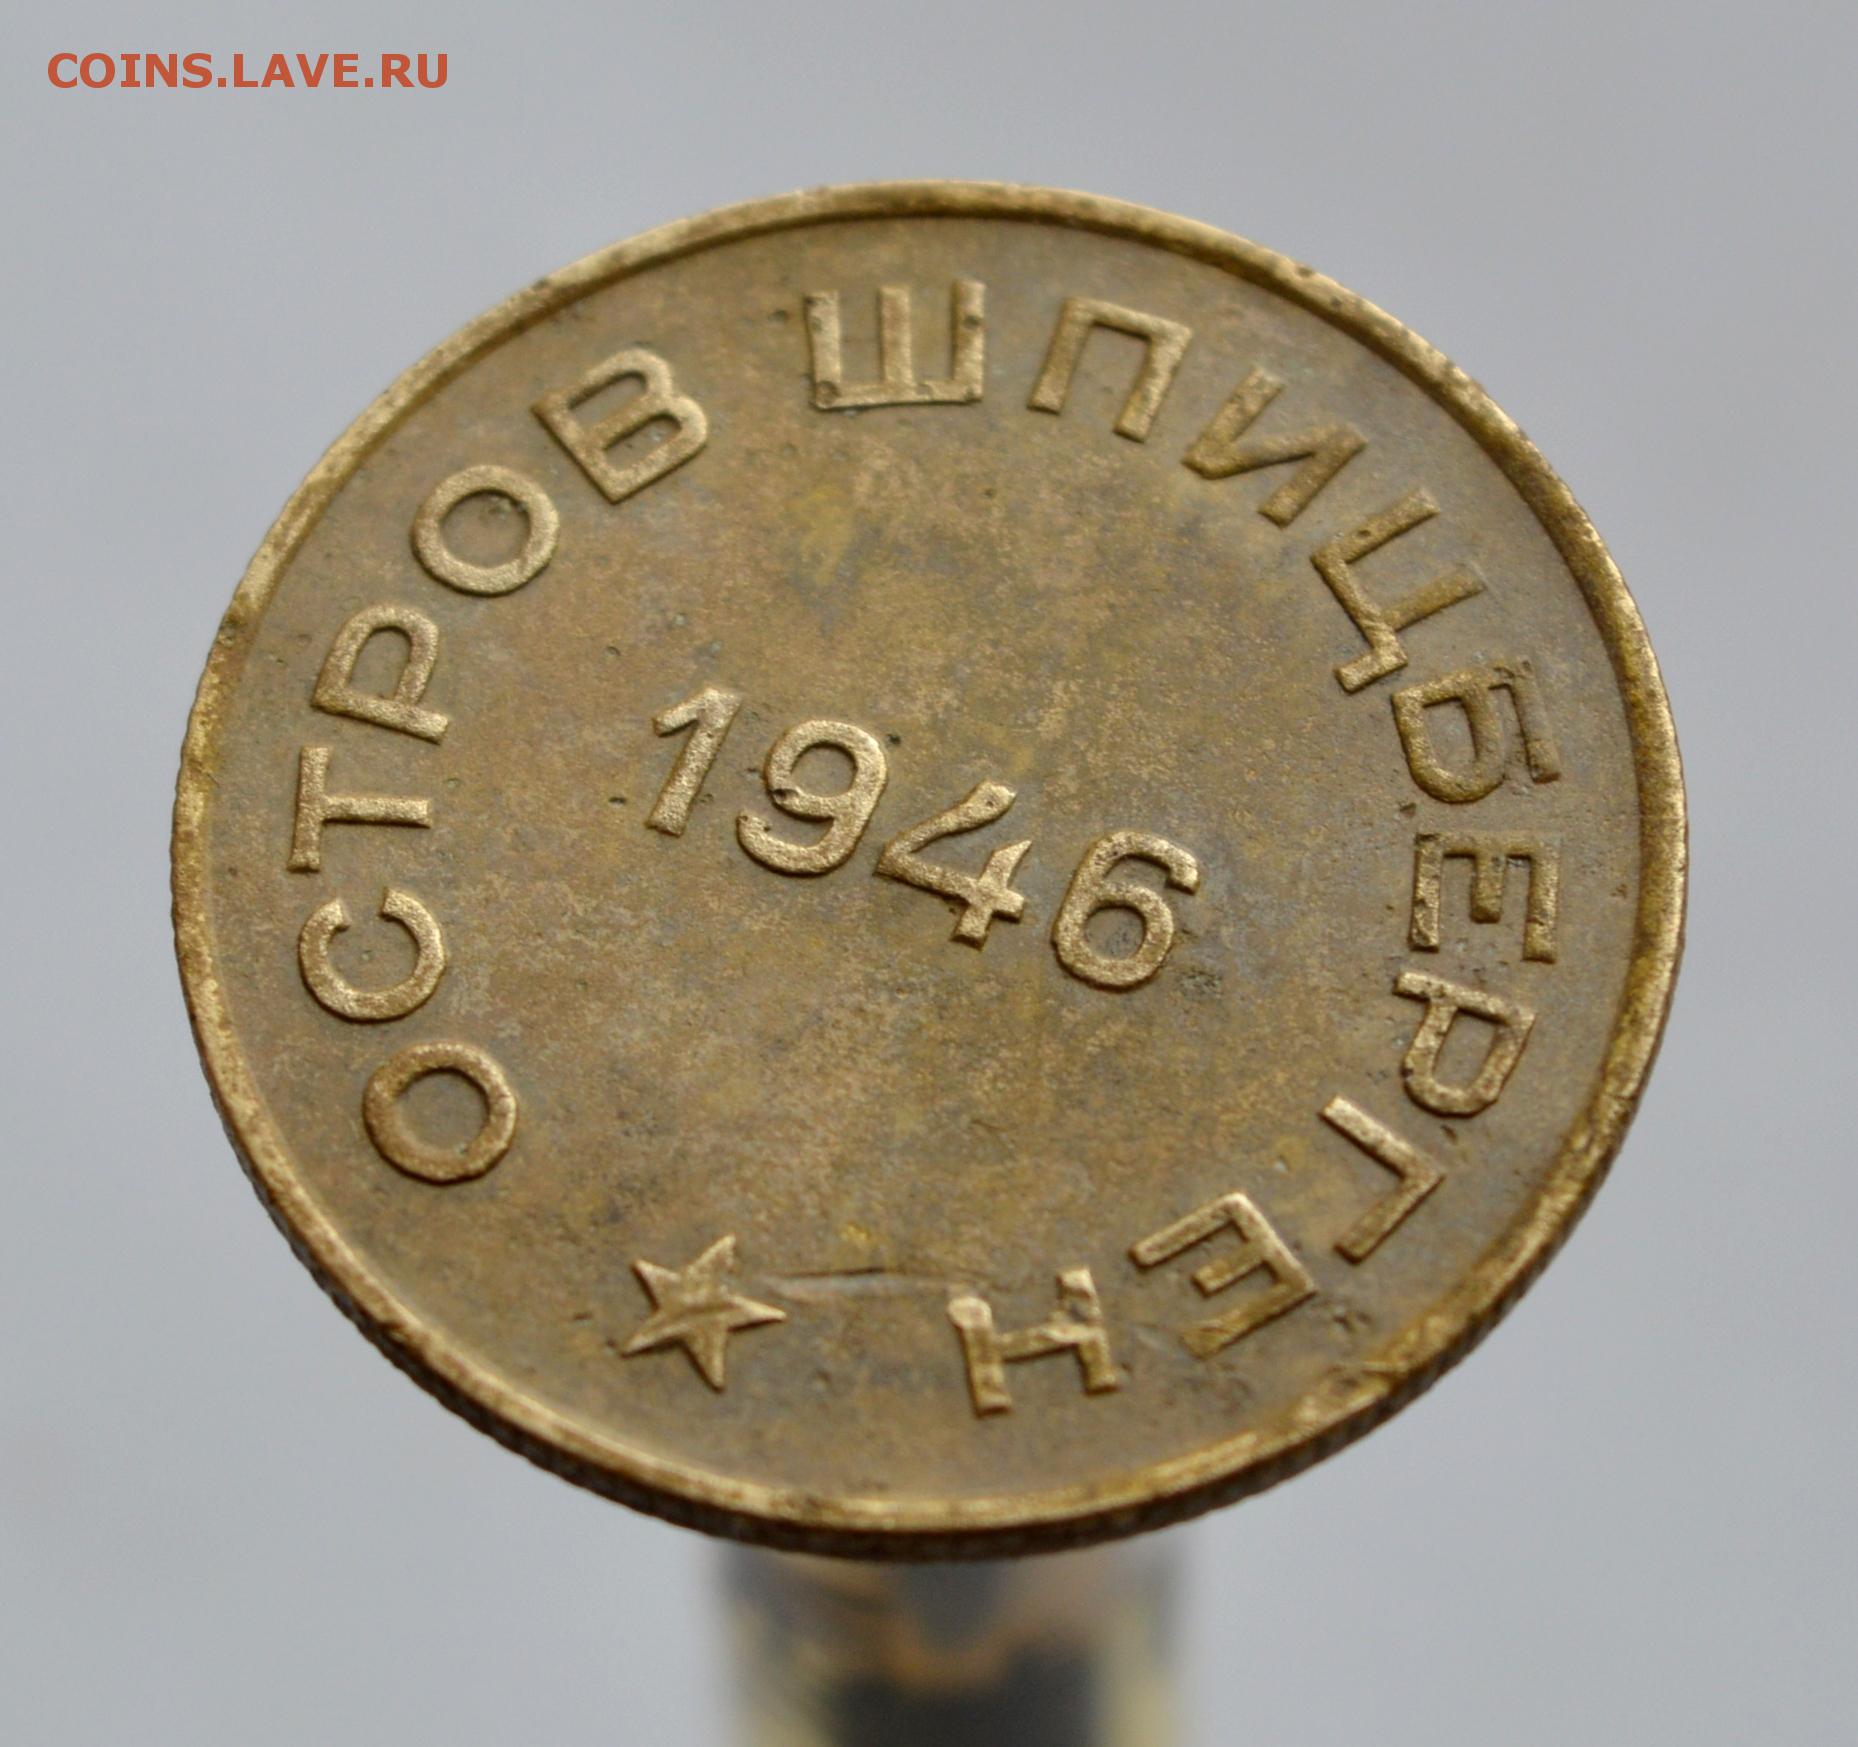 COINS.LAVE.RU
ОСТРОВ ШПИЦБЕРГЕН
1946